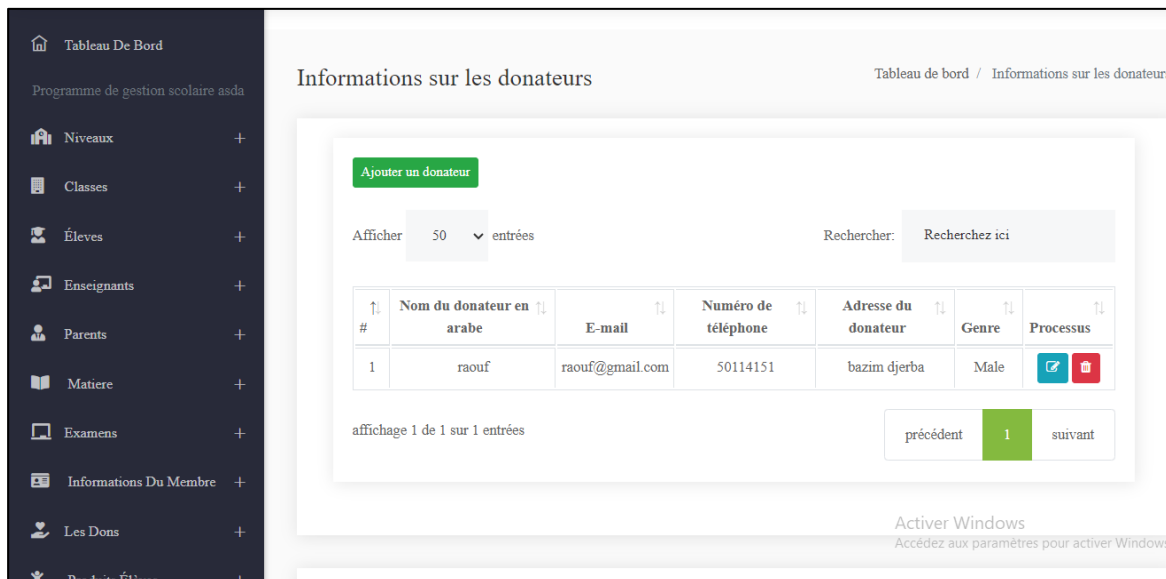 Tableau De Bord
Programme de gestion scolaire asda
Niveaux
Classes
Éleves
Enseignants
Parents
Matiere
Examens
Informations Du Membre
Les Dons
Informations sur les donateurs
Tableau de bord / Informations sur les donateurs
Ajouter un donateur
Afficher 50 entrées
Rechercher: Recherchez ici
# Nom du donateur en arabe E-mail Numéro de téléphone Adresse du donateur Genre Processus
1 raouf raouf@gmail.com 50114151 bazim djerba Male
affichage 1 de 1 sur 1 entrées
précédent 1 suivant
Activer Windows
Accédez aux paramètres pour activer Windows